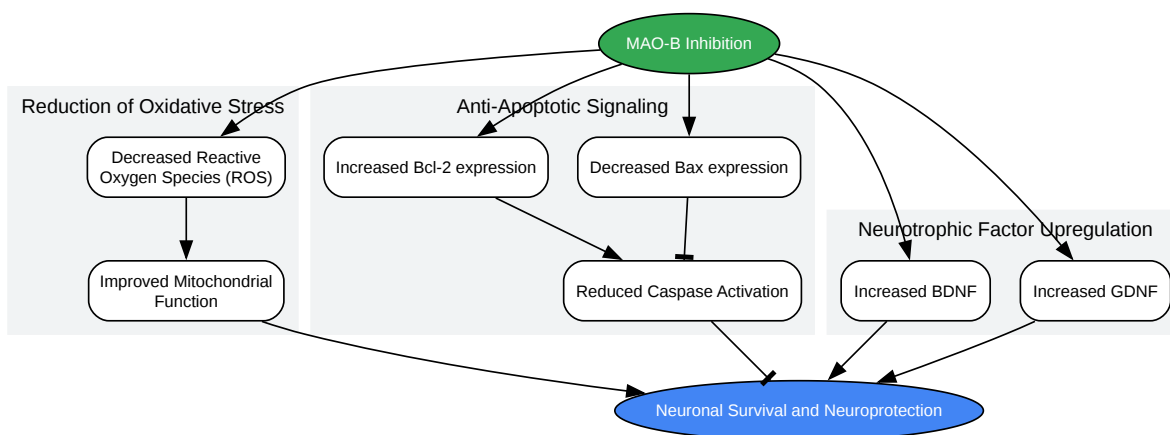 MAO-B Inhibition
Reduction of Oxidative Stress
Anti-Apoptotic Signaling
Decreased Reactive
Oxygen Species (ROS)
Increased Bcl-2 expression
Decreased Bax expression
Neurotrophic Factor Upregulation
Improved Mitochondrial
Function
Reduced Caspase Activation
Increased BDNF
Increased GDNF
Neuronal Survival and Neuroprotection